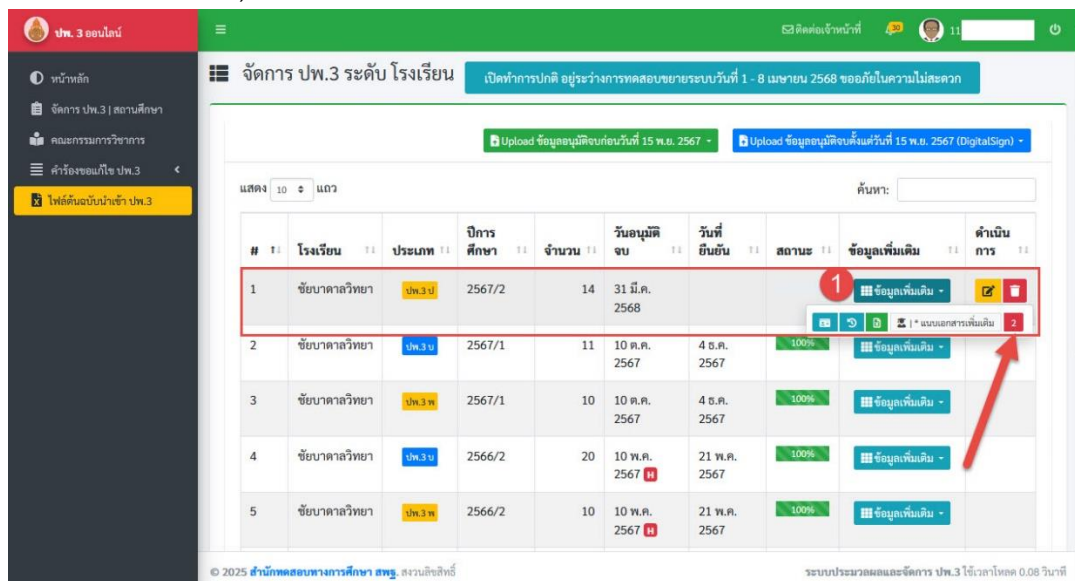 ปพ. 3 ออนไลน์
ติดต่อเจ้าหน้าที่ 11
หน้าหลัก
จัดการ ปพ.3 | สถานศึกษา
คณะกรรมการวิชาการ
คำร้องขอแก้ไข ปพ.3
ไฟล์ต้นฉบับนำเข้า ปพ.3
จัดการ ปพ.3 ระดับ โรงเรียน
เปิดทำการปกติ อยู่ระว่างการทดสอบขยายระบบวันที่ 1 - 8 เมษายน 2568 ขออภัยในความไม่สะดวก
Upload ข้อมูลอนุมัติจบก่อนวันที่ 15 พ.ย. 2567
Upload ข้อมูลอนุมัติจบตั้งแต่วันที่ 15 พ.ย. 2567 (DigitalSign)
แสดง 10 แถว
ค้นหา:
# โรงเรียน ประเภท ปีการศึกษา จำนวน วันอนุมัติจบ วันที่ยืนยัน สถานะ ข้อมูลเพิ่มเติม ดำเนินการ
1 ชัยบาดาลวิทยา ปพ.3 ป 2567/2 14 31 มี.ค. 2568 1 ข้อมูลเพิ่มเติม
| * แนบเอกสารเพิ่มเติม 2
2 ชัยบาดาลวิทยา ปพ.3 บ 2567/1 11 10 ต.ค. 2567 4 ธ.ค. 2567 100% ข้อมูลเพิ่มเติม
3 ชัยบาดาลวิทยา ปพ.3 พ 2567/1 10 10 ต.ค. 2567 4 ธ.ค. 2567 100% ข้อมูลเพิ่มเติม
4 ชัยบาดาลวิทยา ปพ.3 บ 2566/2 20 10 พ.ค. 2567 H 21 พ.ค. 2567 100% ข้อมูลเพิ่มเติม
5 ชัยบาดาลวิทยา ปพ.3 พ 2566/2 10 10 พ.ค. 2567 H 21 พ.ค. 2567 100% ข้อมูลเพิ่มเติม
© 2025 สำนักทดสอบทางการศึกษา สพฐ. สงวนลิขสิทธิ์
ระบบประมวลผลและจัดการ ปพ.3 ใช้เวลาโหลด 0.08 วินาที